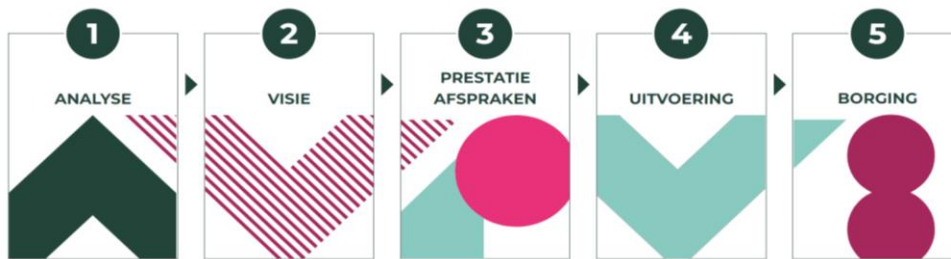 1
ANALYSE
2
VISIE
3
PRESTATIE
AFSPRAKEN
4
UITVOERING
5
BORGING